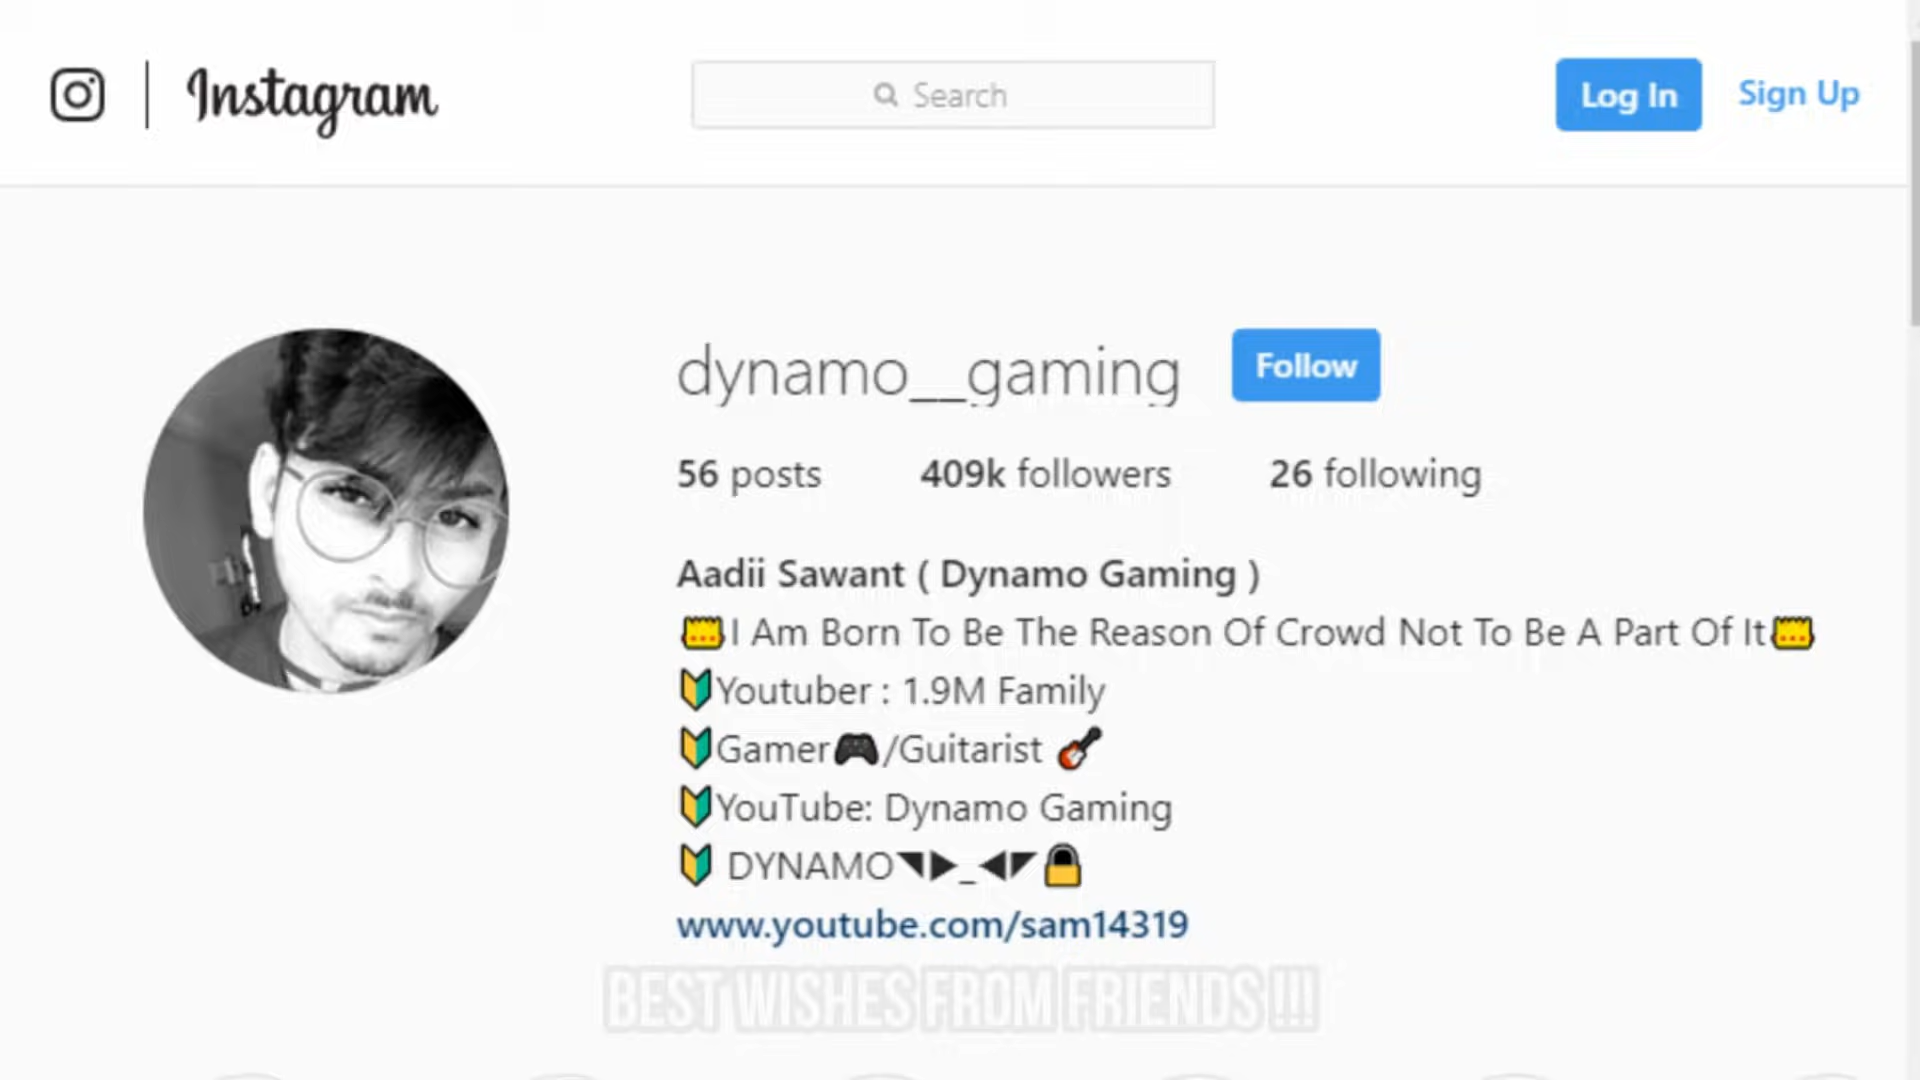 Instagram
Search
Log In
Sign Up
dynamo__gaming
Follow
56 posts 409k followers 26 following
Aadii Sawant ( Dynamo Gaming )
I Am Born To Be The Reason Of Crowd Not To Be A Part Of It
🔰Youtuber : 1.9M Family
🔰Gamer🎮/Guitarist 🎸
🔰YouTube: Dynamo Gaming
🔰 DYNAMO◥▶_◀◤🔒
www.youtube.com/sam14319
BEST WISHES FROM FRIENDS !!!